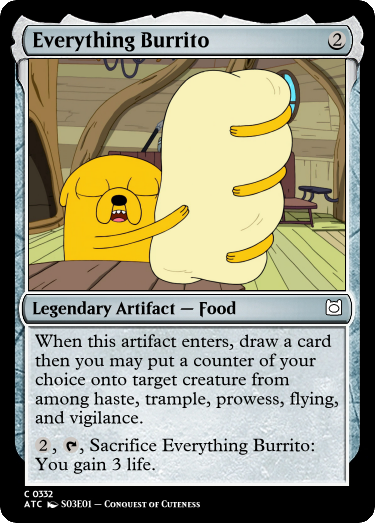 Everything Burrito 2
Legendary Artifact — Food
When this artifact enters, draw a card
then you may put a counter of your
choice onto target creature from
among haste, trample, prowess, flying,
and vigilance.
2, , Sacrifice Everything Burrito:
You gain 3 life.
C 0332
ATC S03E01 – Conquest of Cuteness